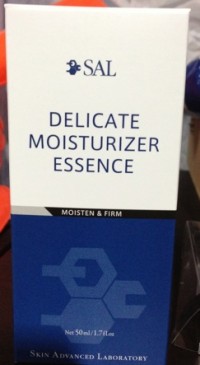 SAL
DELICATE
MOISTURIZER
ESSENCE
MOISTEN & FIRM
Net 50ml/1.7fl.oz
SKIN ADVANCED LABORATORY